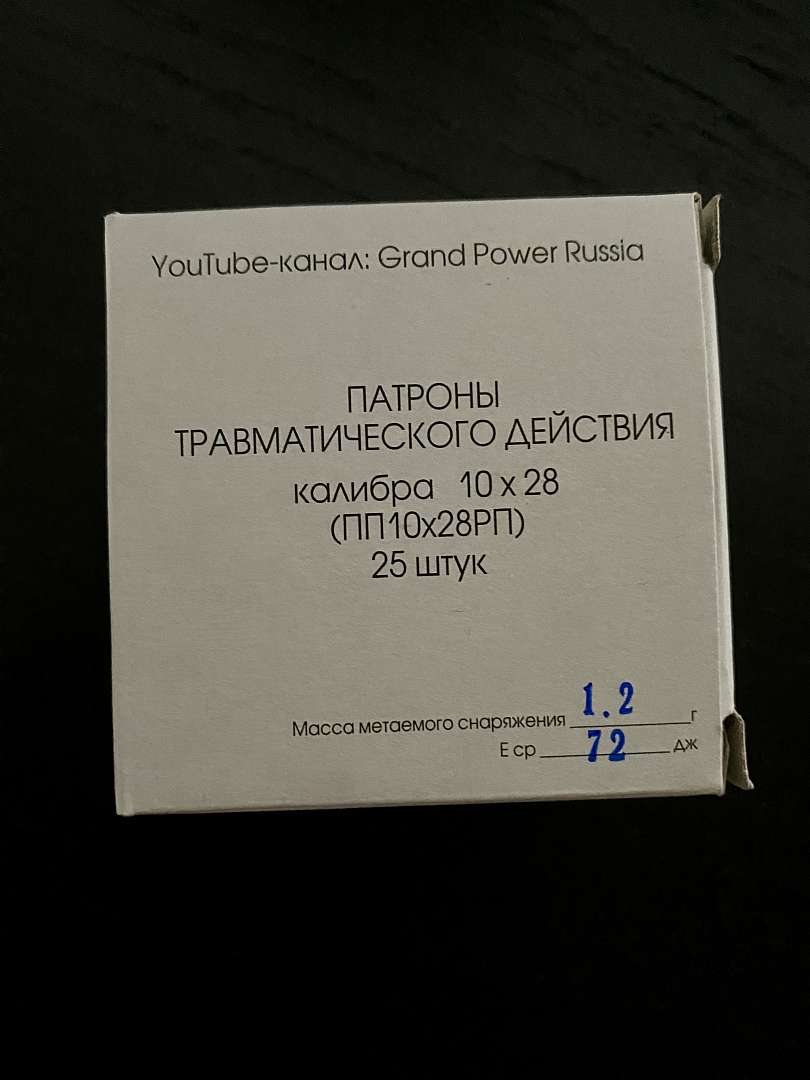 YouTube-канал: Grand Power Russia
ПАТРОНЫ
ТРАВМАТИЧЕСКОГО ДЕЙСТВИЯ
калибра 10 х 28
(ПП10х28РП)
25 штук
Масса метаемого снаряжения 1.2 г
Е ср 72 дж